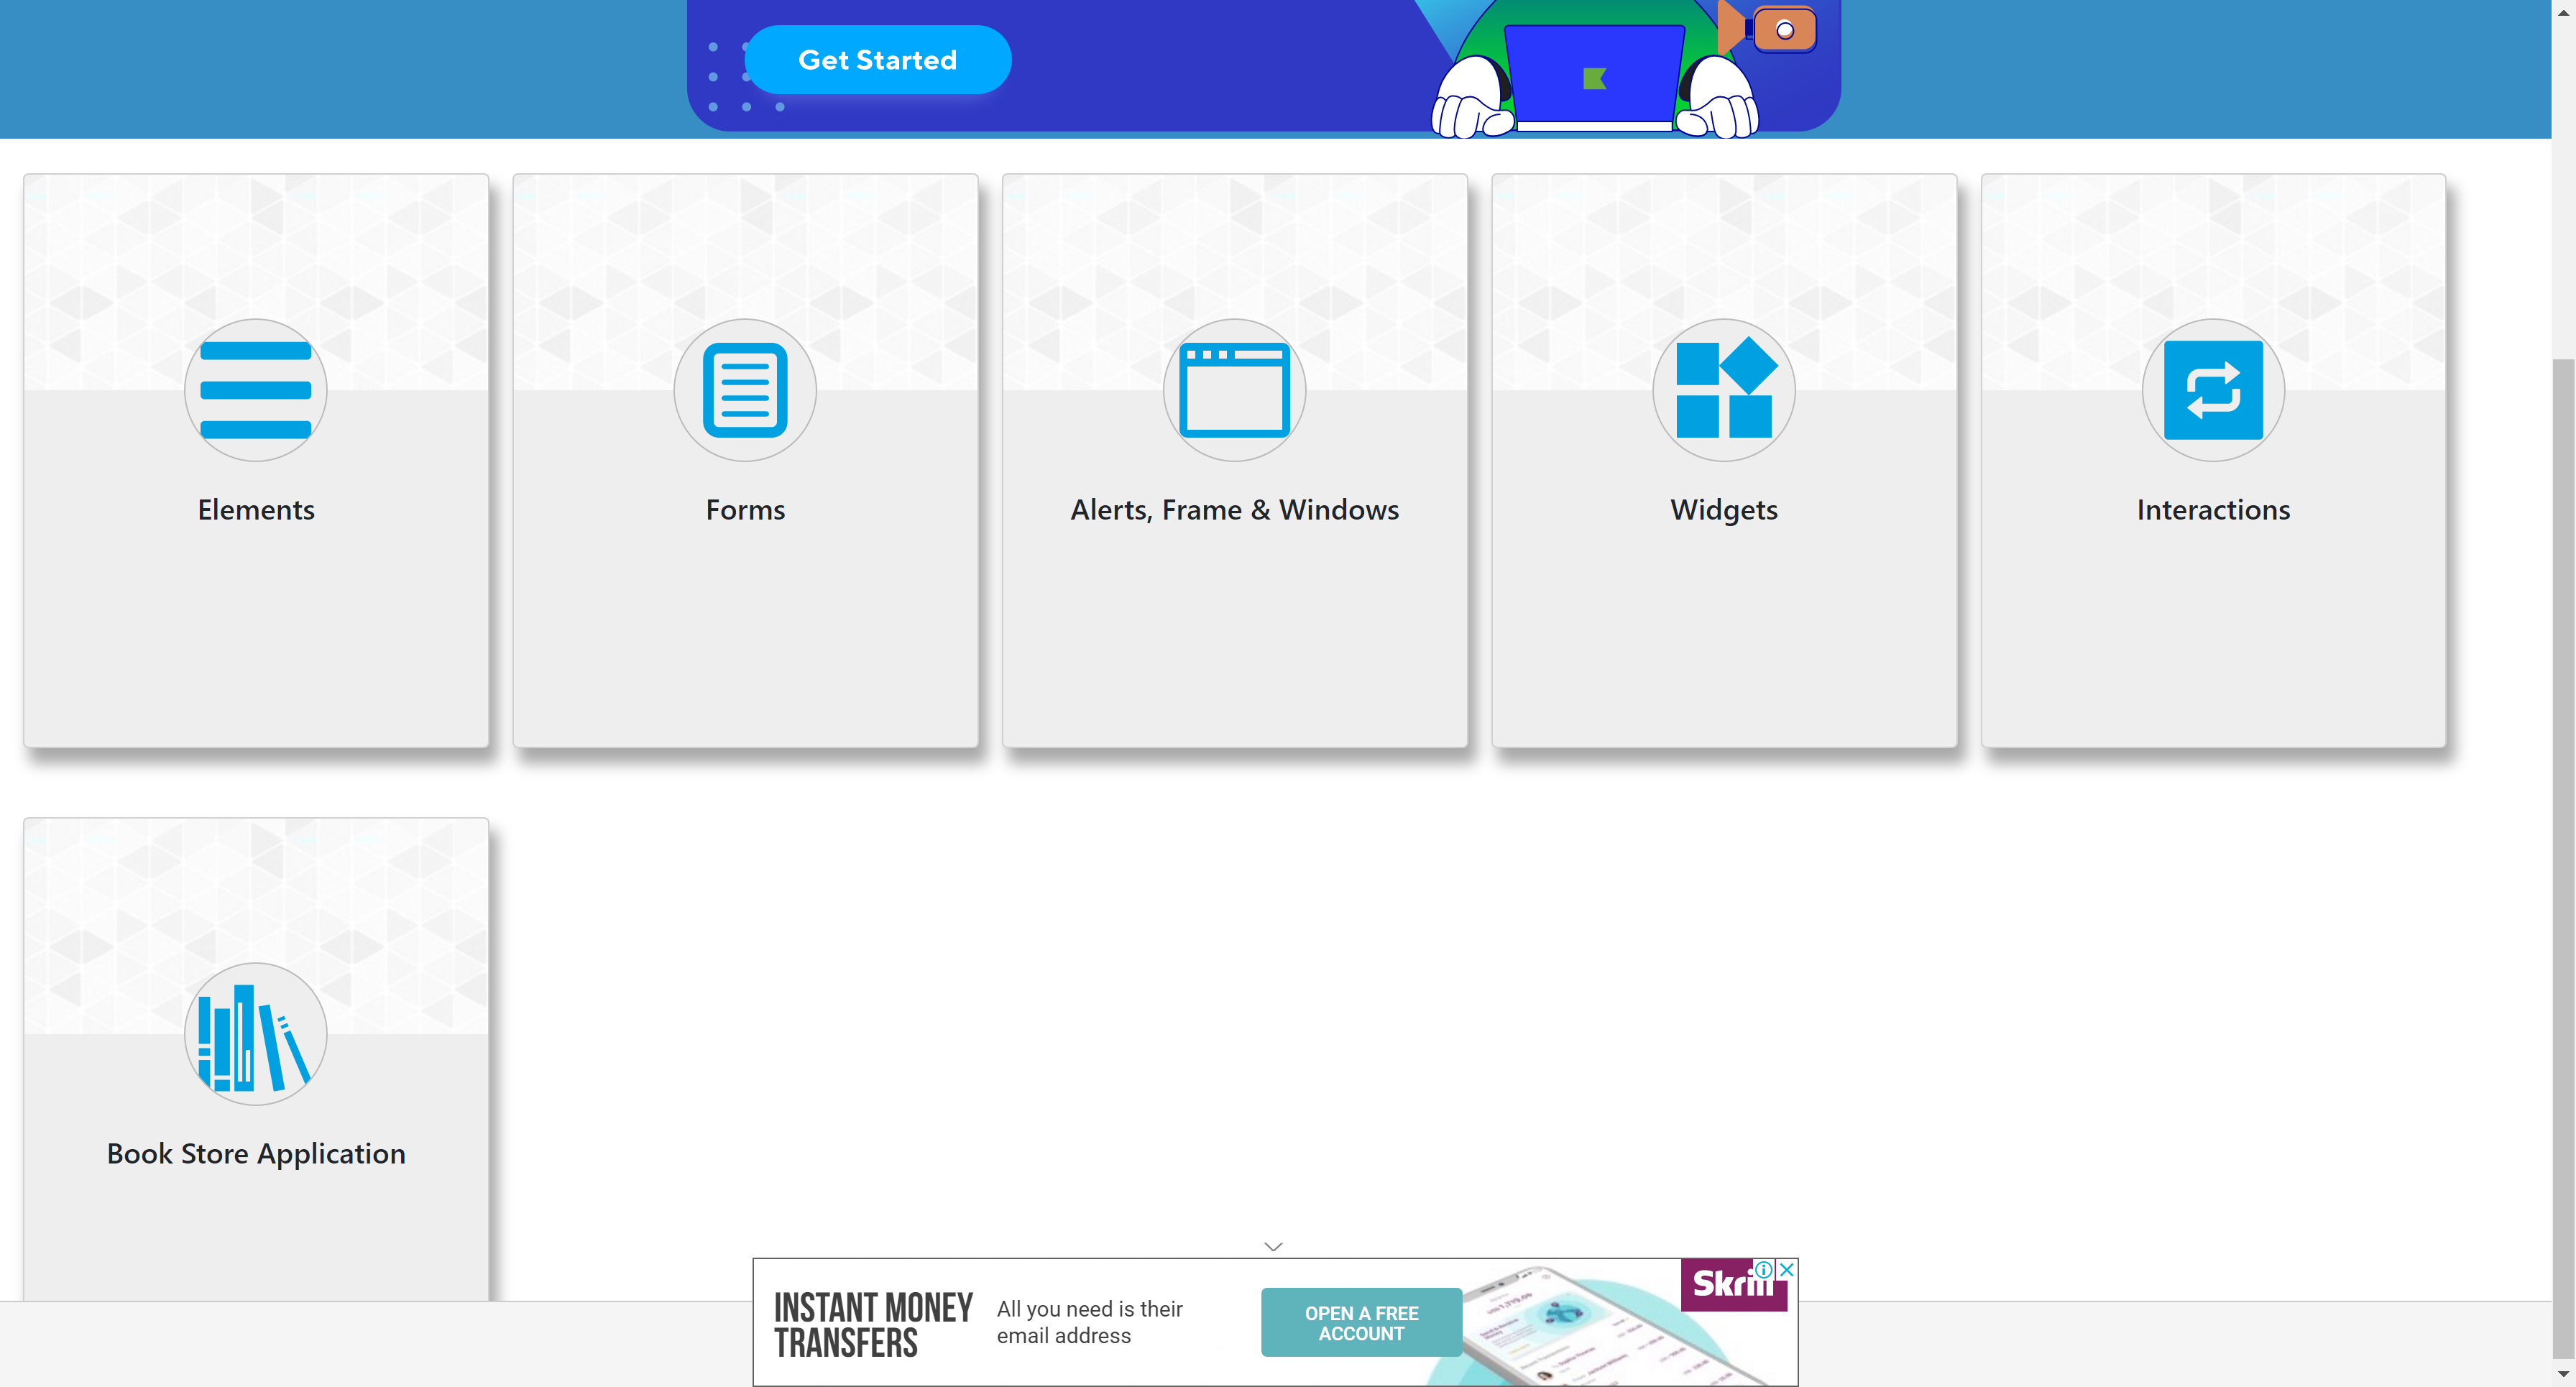 Get Started
Elements
Forms
Alerts, Frame & Windows
Widgets
Interactions
Book Store Application
INSTANT MONEY
TRANSFERS
All you need is their
email address
OPEN A FREE
ACCOUNT
Skrill